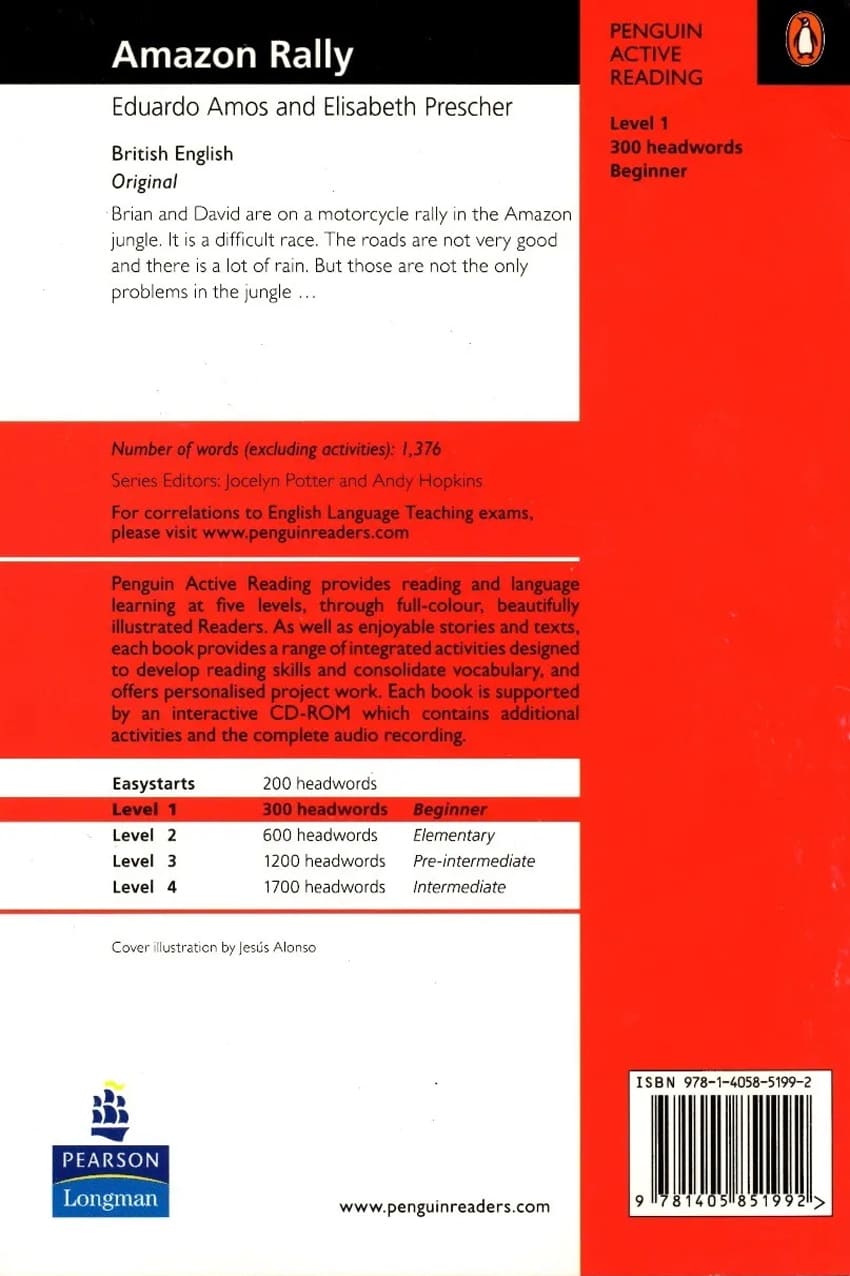 Amazon Rally
Eduardo Amos and Elisabeth Prescher
British English
Original
Brian and David are on a motorcycle rally in the Amazon
jungle. It is a difficult race. The roads are not very good
and there is a lot of rain. But those are not the only
problems in the jungle ...
PENGUIN
ACTIVE
READING
Level 1
300 headwords
Beginner
Number of words (excluding activities): 1,376
Series Editors: Jocelyn Potter and Andy Hopkins
For correlations to English Language Teaching exams,
please visit www.penguinreaders.com
Penguin Active Reading provides reading and language
learning at five levels, through full-colour, beautifully
illustrated Readers. As well as enjoyable stories and texts,
each book provides a range of integrated activities designed
to develop reading skills and consolidate vocabulary, and
offers personalised project work. Each book is supported
by an interactive CD-ROM which contains additional
activities and the complete audio recording.
Easystarts 200 headwords
Level 1 300 headwords Beginner
Level 2 600 headwords Elementary
Level 3 1200 headwords Pre-intermediate
Level 4 1700 headwords Intermediate
Cover illustration by Jesús Alonso
PEARSON
Longman
www.penguinreaders.com
ISBN 978-1-4058-5199-2
9 781405 851992 >